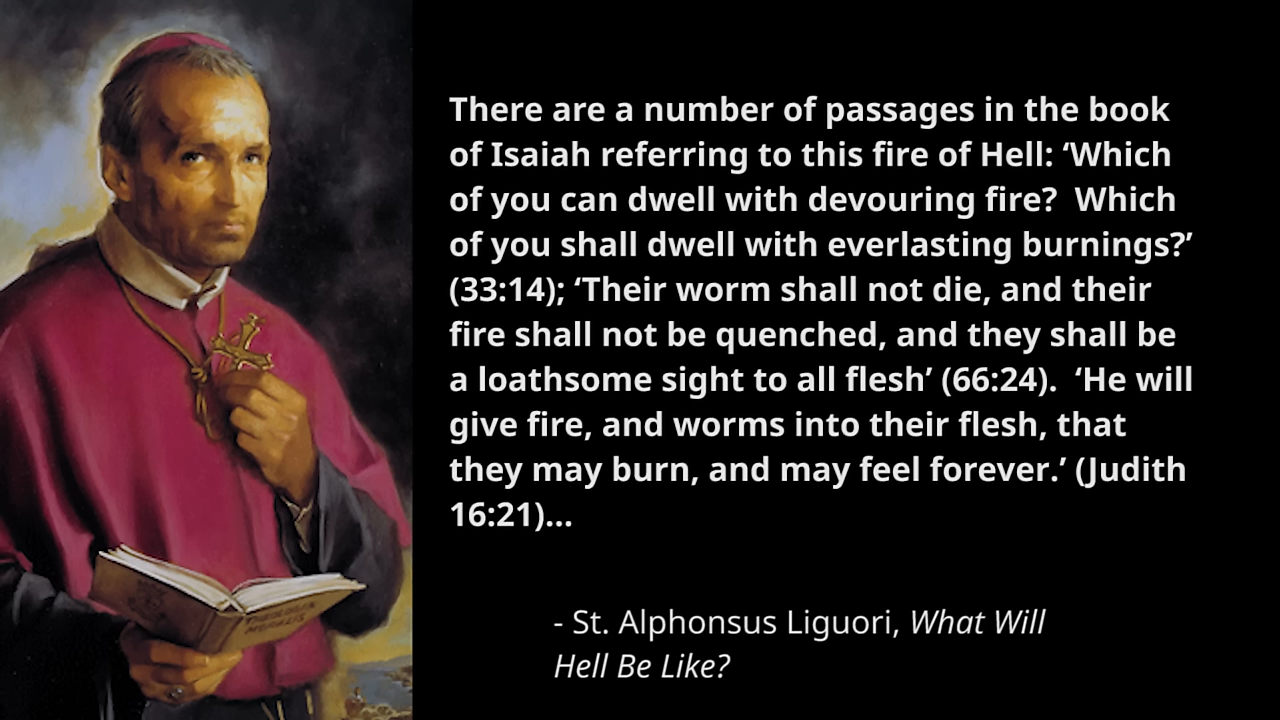 There are a number of passages in the book
of Isaiah referring to this fire of Hell: ‘Which
of you can dwell with devouring fire?  Which
of you shall dwell with everlasting burnings?’
(33:14); ‘Their worm shall not die, and their
fire shall not be quenched, and they shall be
a loathsome sight to all flesh’ (66:24).  ‘He will
give fire, and worms into their flesh, that
they may burn, and may feel forever.’ (Judith
16:21)...
- St. Alphonsus Liguori, What Will
Hell Be Like?
THEOLOGIA
MORALIS